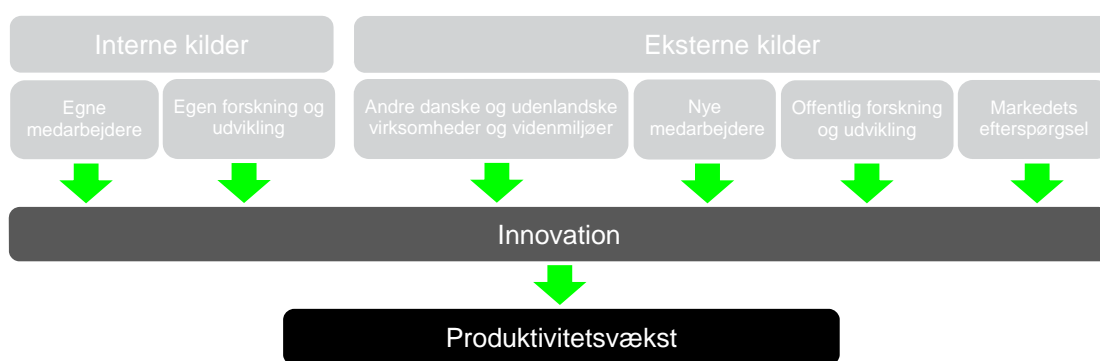 Interne kilder
Eksterne kilder
Egne
medarbejdere
Egen forskning og
udvikling
Andre danske og udenlandske
virksomheder og videnmiljøer
Nye
medarbejdere
Offentlig forskning
og udvikling
Markedets
efterspørgsel
Innovation
Produktivitetsvækst